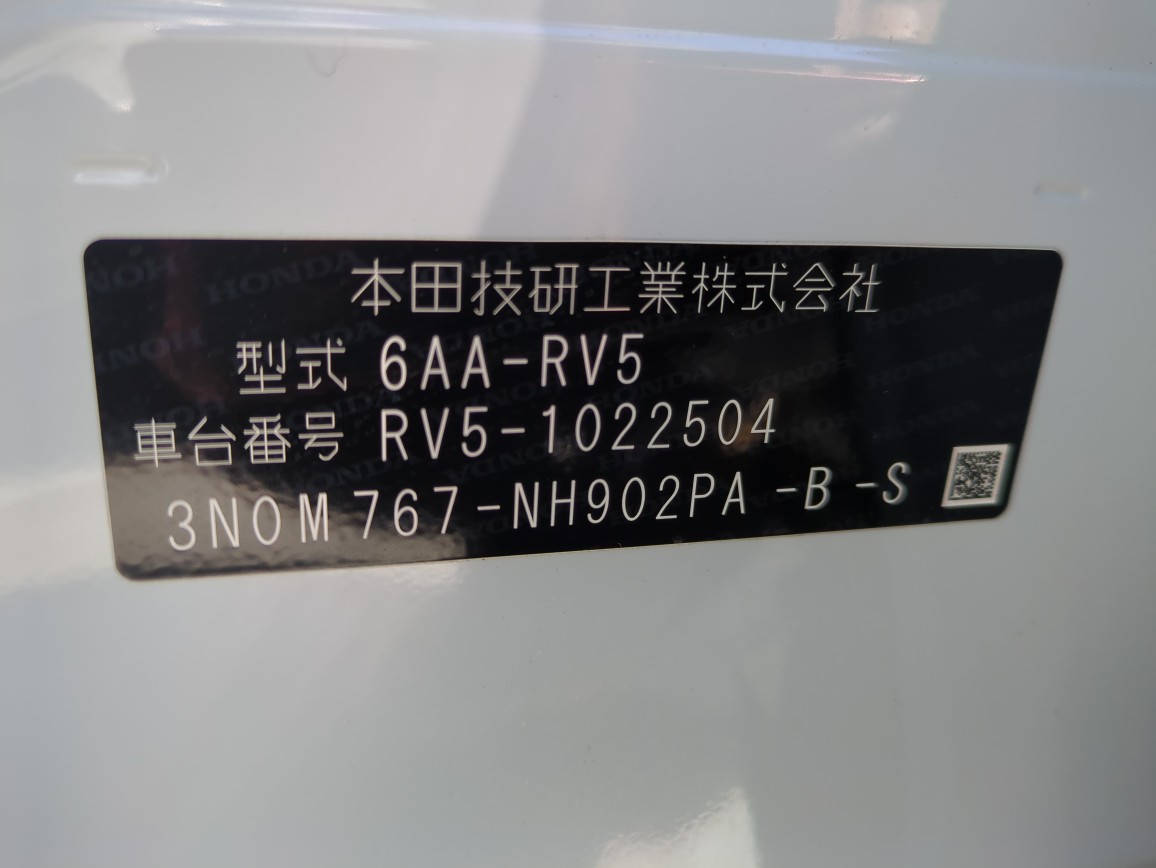 本田技研工業株式会社
型式 6AA-RV5
車台番号 RV5-1022504
3N0M 767-NH902PA -B -S